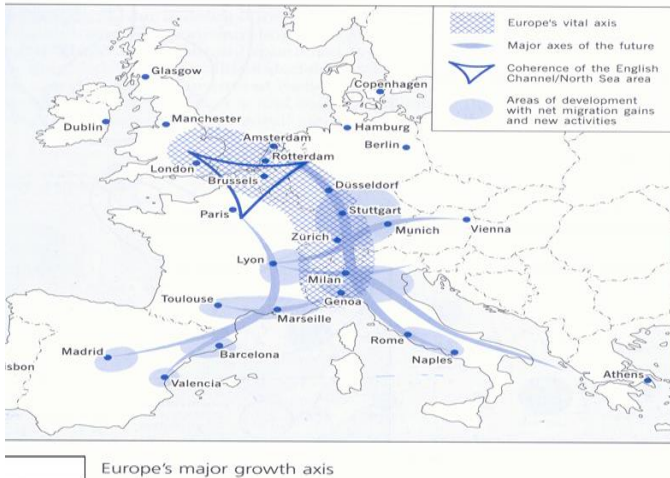 Europe's vital axis
Major axes of the future
Coherence of the English
Channel/North Sea area
Areas of development
with net migration gains
and new activities
Glasgow
Copenhagen
Dublin
Manchester
Hamburg
Amsterdam
Berlin
Rotterdam
London
Brussels
Düsseldorf
Paris
Stuttgart
Zürich
Munich
Vienna
Lyon
Milan
Toulouse
Genoa
Marseille
Madrid
Barcelona
Rome
Naples
sbon
Valencia
Athens
Europe's major growth axis